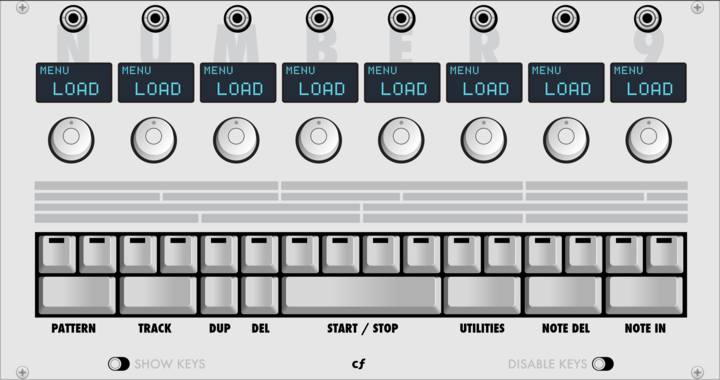 NUMBER 9
MENU MENU MENU MENU MENU MENU MENU MENU
LOAD LOAD LOAD LOAD LOAD LOAD LOAD LOAD
PATTERN TRACK DUP DEL START / STOP UTILITIES NOTE DEL NOTE IN
SHOW KEYS cf DISABLE KEYS